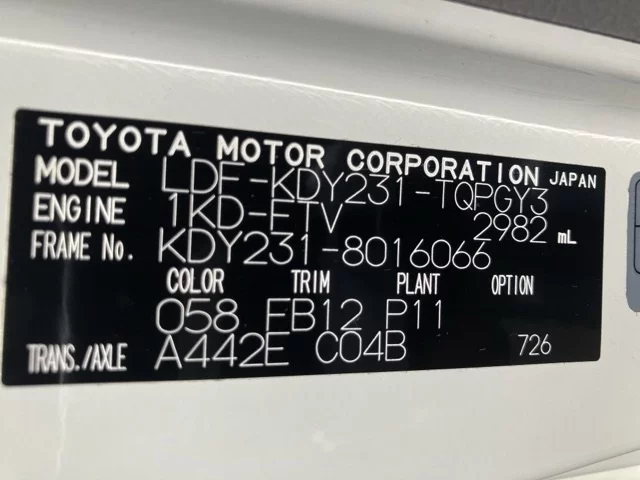 TOYOTA MOTOR CORPORATION JAPAN
MODEL LDF-KDY231-TQPGY3
ENGINE 1KD-FTV 2982 mL
FRAME No. KDY231-8016066
COLOR TRIM PLANT OPTION
058 FB12 P11
TRANS./AXLE A442E C04B 726